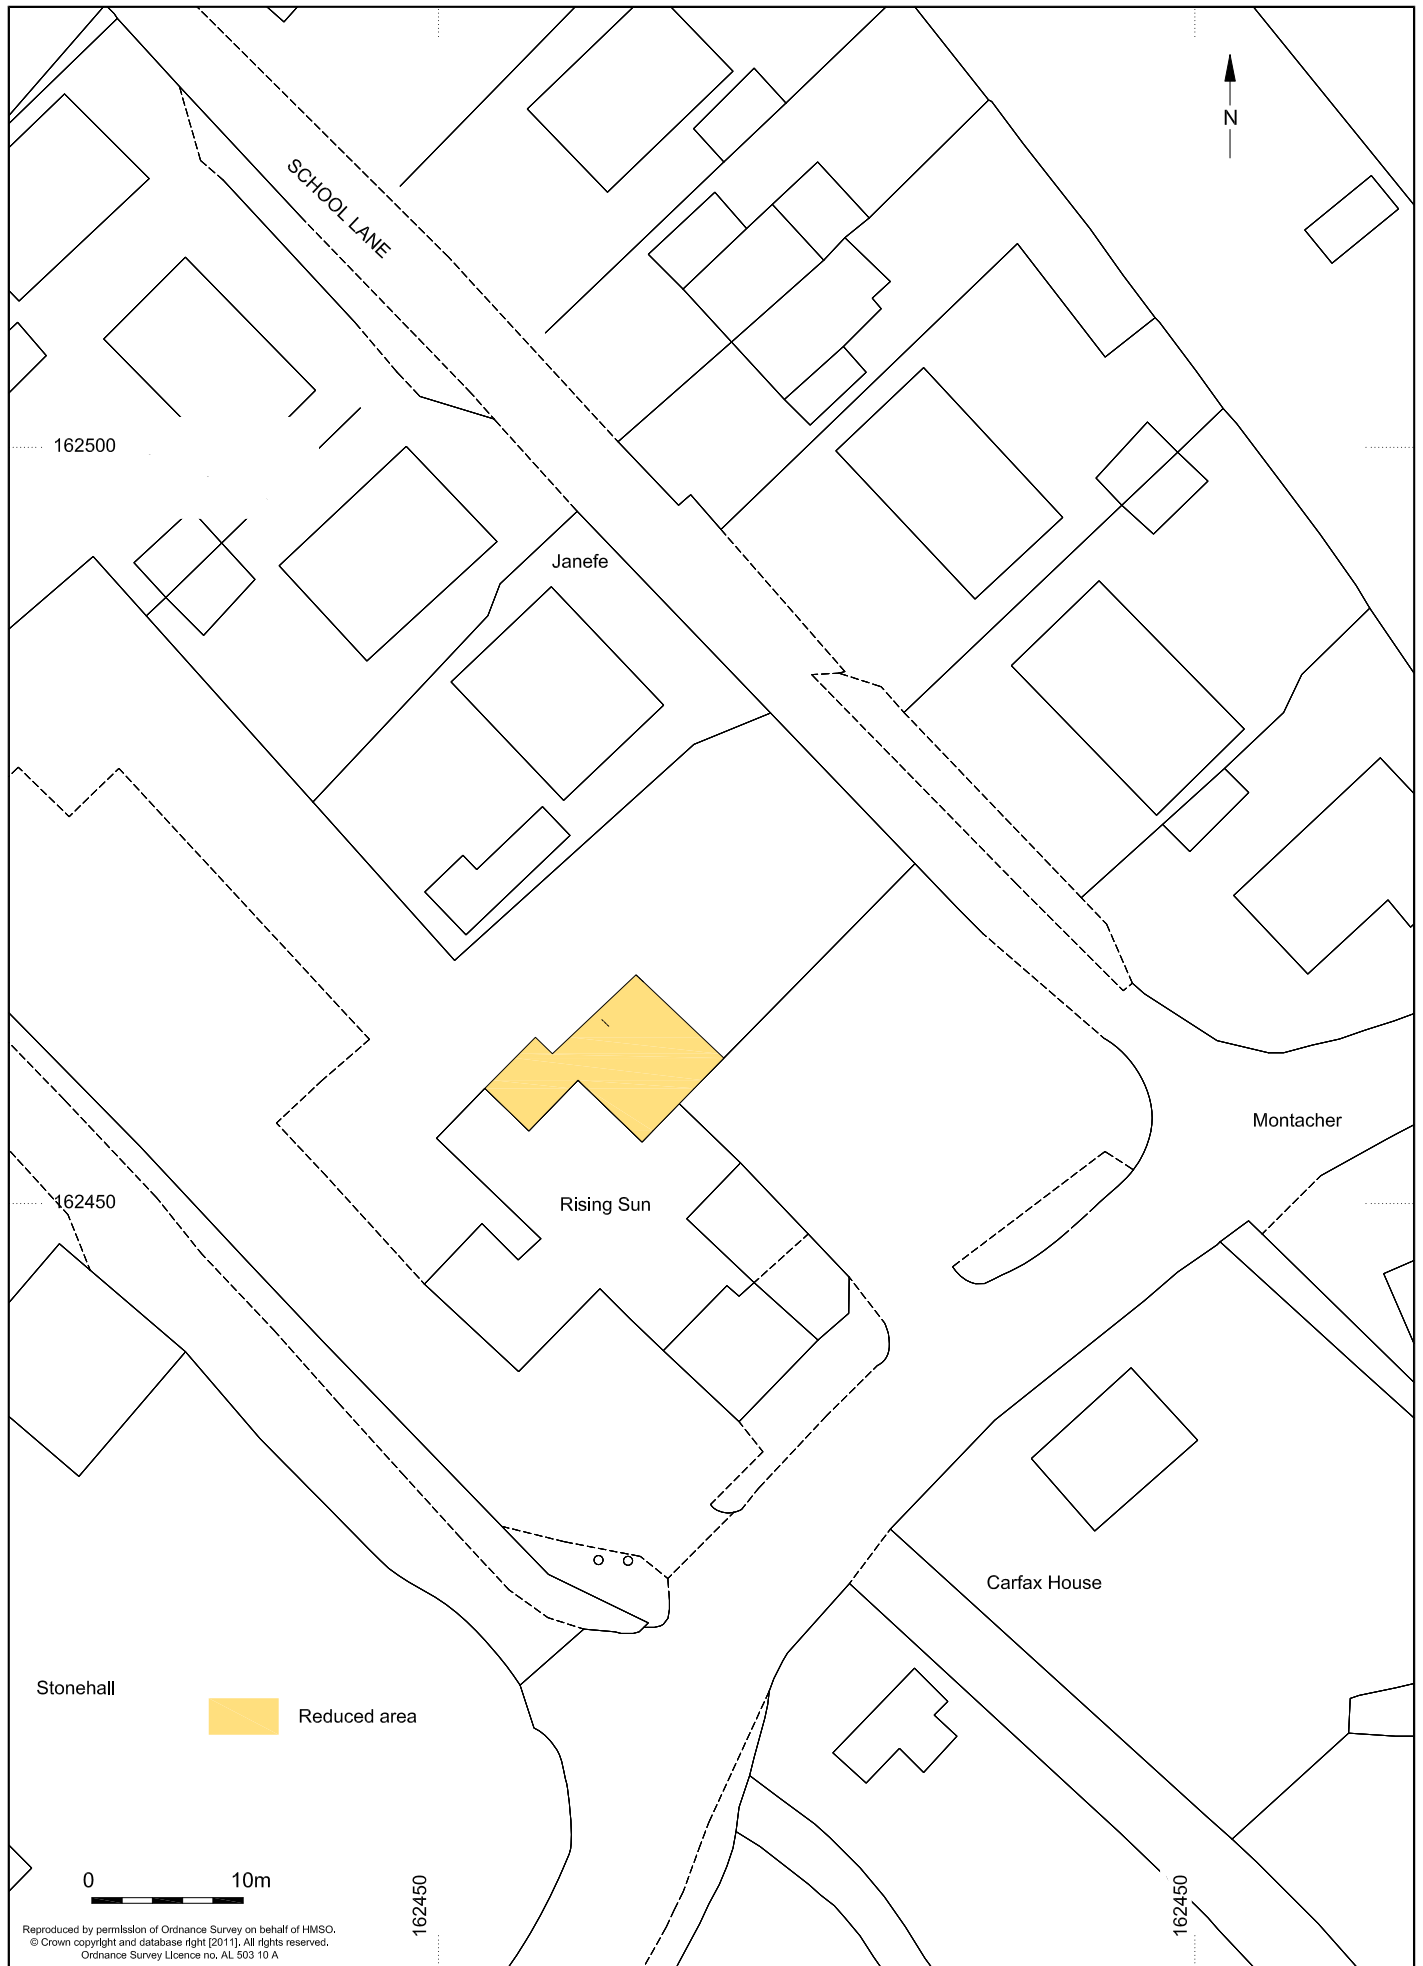 N
SCHOOL LANE
162500
Janefe
Montacher
162450
Rising Sun
Carfax House
Stonehall
Reduced area
0 10m
162450
162450
Reproduced by permission of Ordnance Survey on behalf of HMSO.
© Crown copyright and database right [2011]. All rights reserved.
Ordnance Survey Licence no. AL 503 10 A